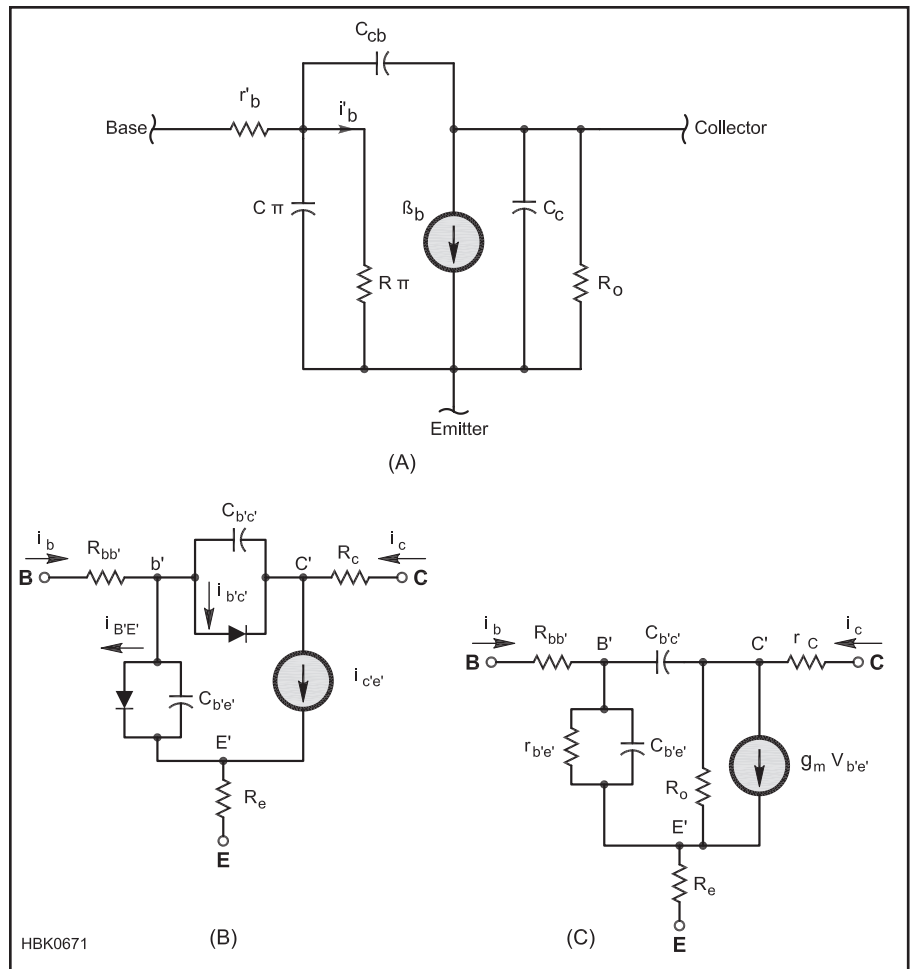 C_cb
r'_b
i'_b
Base
Collector
C π
ß_b
C_c
R π
R_o
Emitter
(A)
C_b'c'
i_b
R_bb'
b'
C'
R_c
i_c
B
C
i_b'c'
i_B'E'
C_b'e'
i_c'e'
E'
R_e
E
(B)
i_b
R_bb'
B'
C_b'c'
C'
r_C
i_c
B
C
r_b'e'
C_b'e'
R_o
g_m V_b'e'
E'
R_e
E
(C)
HBK0671